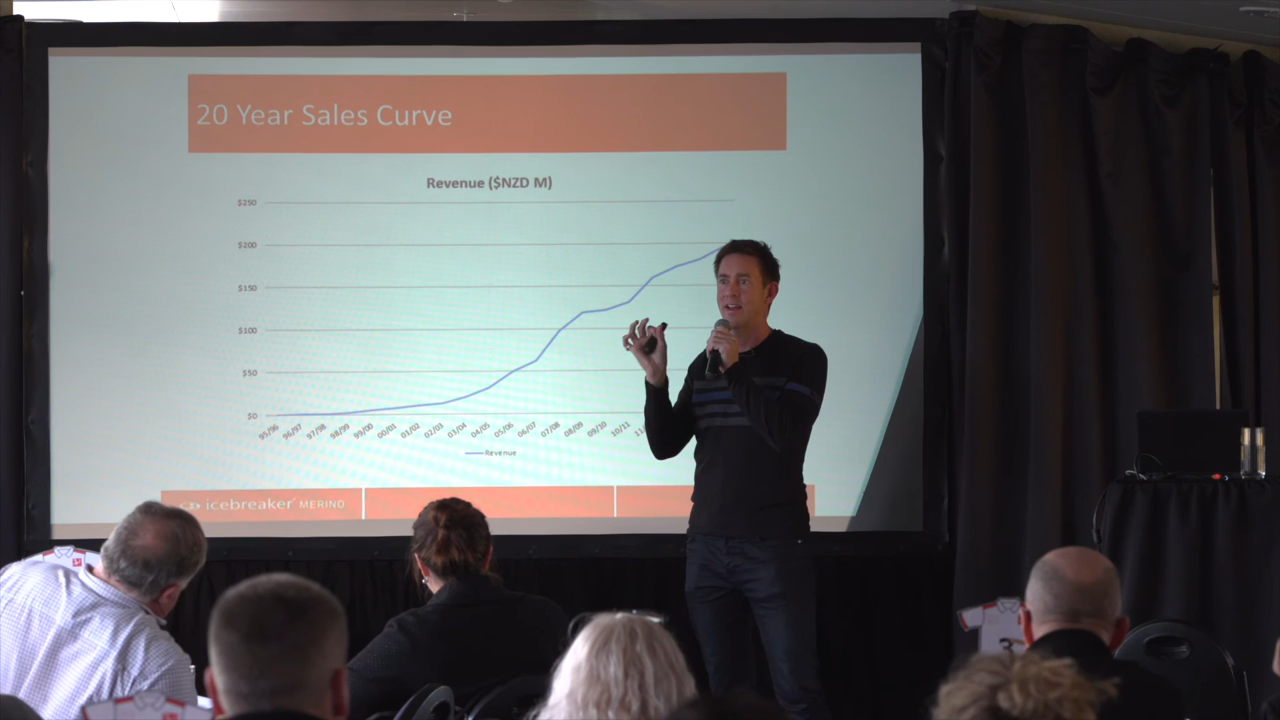 20 Year Sales Curve
Revenue ($NZD M)
$250
$200
$150
$100
$50
$0
95/96 96/97 97/98 98/99 99/00 00/01 01/02 02/03 03/04 04/05 05/06 06/07 07/08 08/09 09/10 10/11
Revenue
icebreaker® MERINO
3